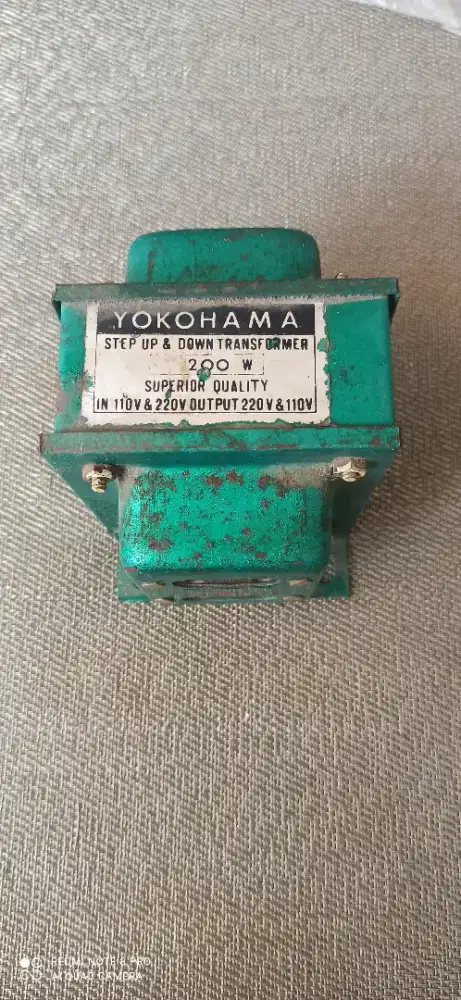 YOKOHAMA
STEP UP & DOWN TRANSFORMER
200 W
SUPERIOR QUALITY
IN 110V & 220V OUTPUT 220V & 110V
REDMI NOTE 8 PRO
AI QUAD CAMERA